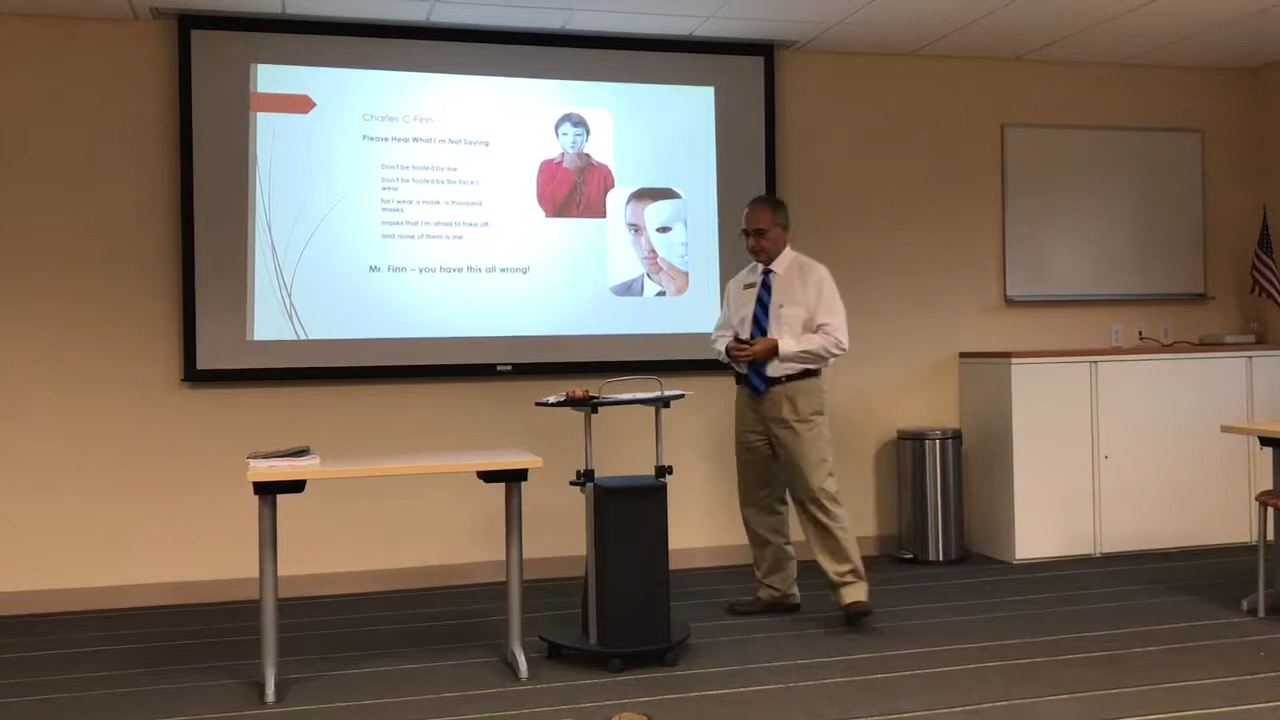 Charles C Finn
Please Hear What I'm Not Saying
Don't be fooled by me
Don't be fooled by the face I
wear
for I wear a mask, a thousand
masks,
masks that I'm afraid to take off,
and none of them is me.
Mr. Finn – you have this all wrong!